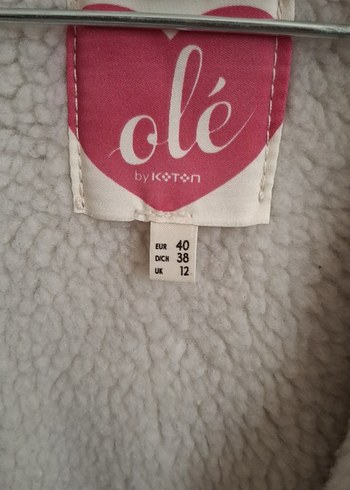 olé
by KOTON
EUR 40
D/CH 38
UK 12